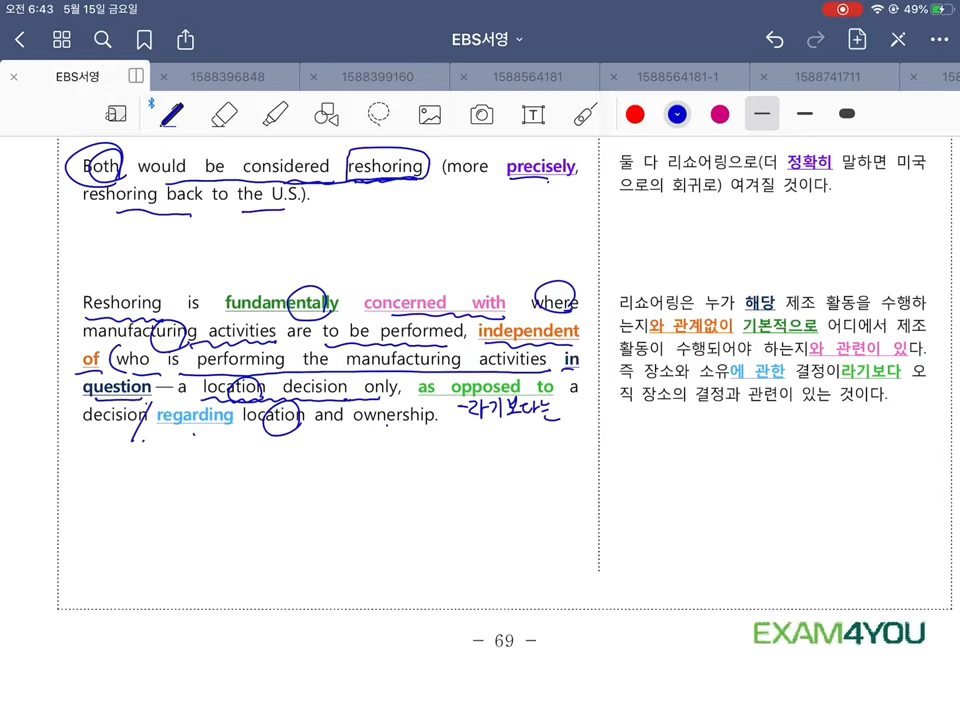 오전 6:43 5월 15일 금요일
49%
EBS서영
EBS서영
1588396848
1588399160
1588564181
1588564181-1
1588741711
158
Both would be considered reshoring (more precisely,
reshoring back to the U.S.).
둘 다 리쇼어링으로(더 정확히 말하면 미국
으로의 회귀로) 여겨질 것이다.
Reshoring is fundamentally concerned with where
manufacturing activities are to be performed, independent
of who is performing the manufacturing activities in
question — a location decision only, as opposed to a
decision regarding location and ownership.
-라기보다는
리쇼어링은 누가 해당 제조 활동을 수행하
는지와 관계없이 기본적으로 어디에서 제조
활동이 수행되어야 하는지와 관련이 있다.
즉 장소와 소유에 관한 결정이라기보다 오
직 장소의 결정과 관련이 있는 것이다.
- 69 -
EXAM4YOU